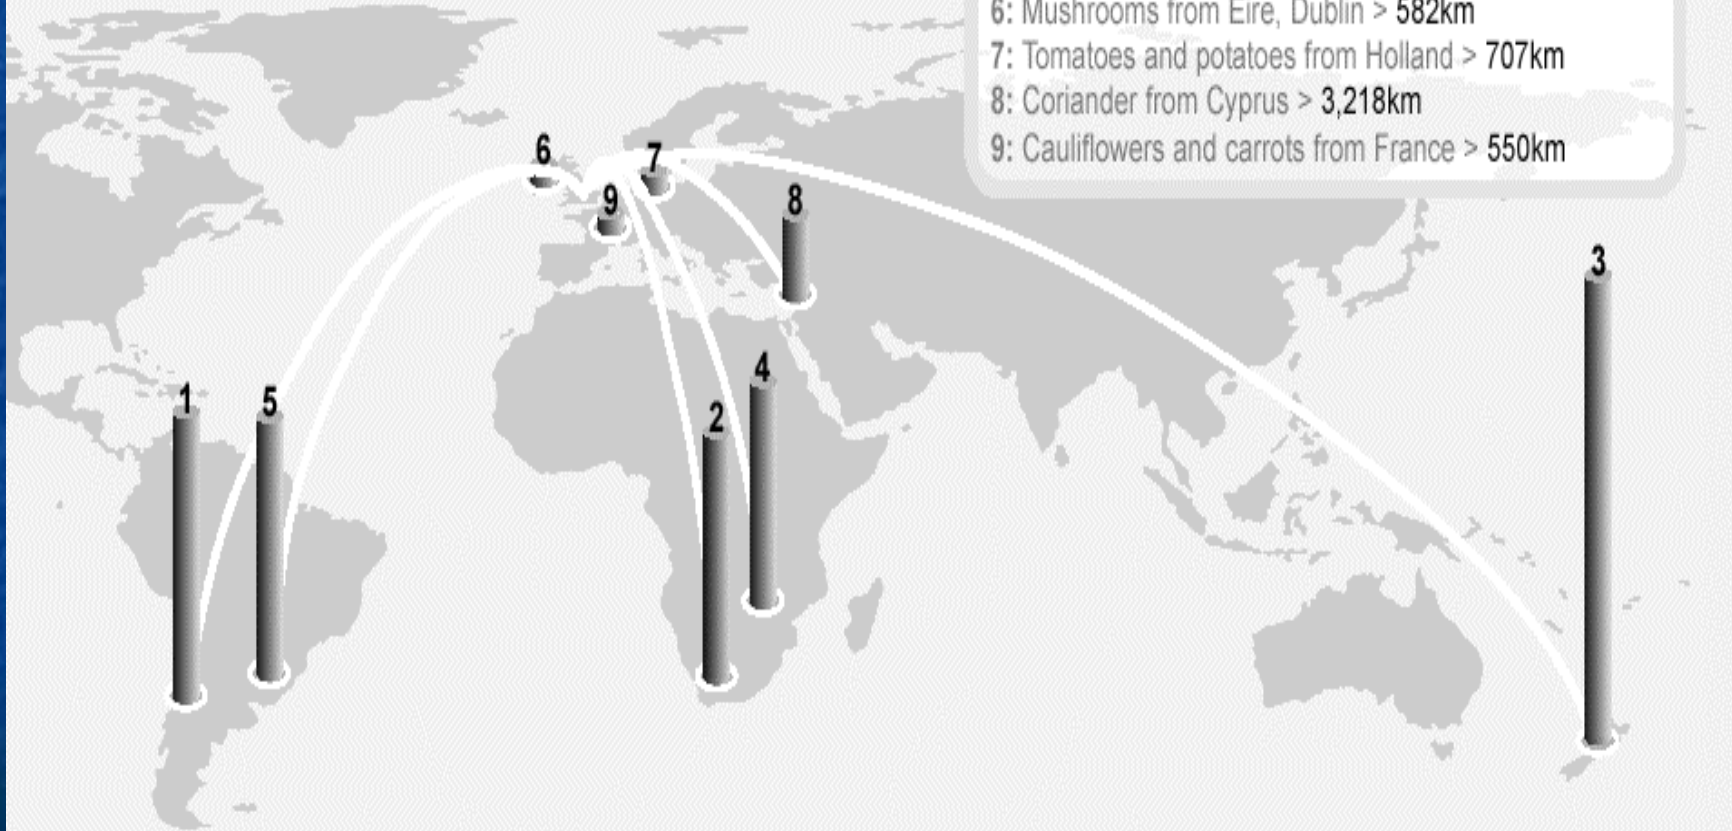 6: Mushrooms from Eire, Dublin > 582km
7: Tomatoes and potatoes from Holland > 707km
8: Coriander from Cyprus > 3,218km
9: Cauliflowers and carrots from France > 550km
6
7
9
8
3
4
1
5
2